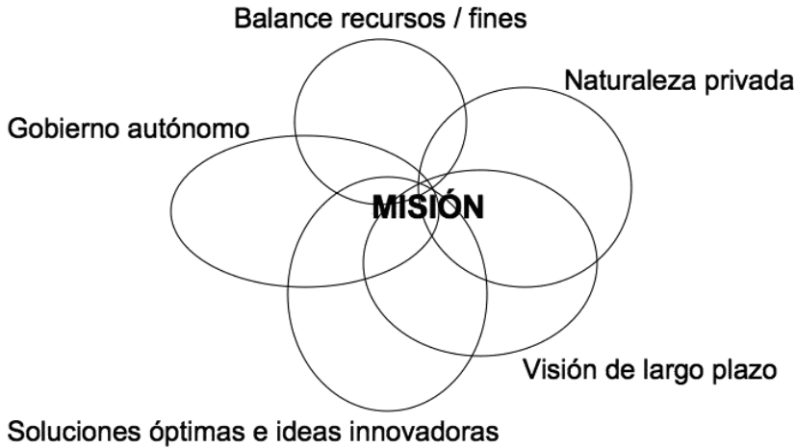 Balance recursos / fines
Naturaleza privada
Gobierno autónomo
MISIÓN
Visión de largo plazo
Soluciones óptimas e ideas innovadoras